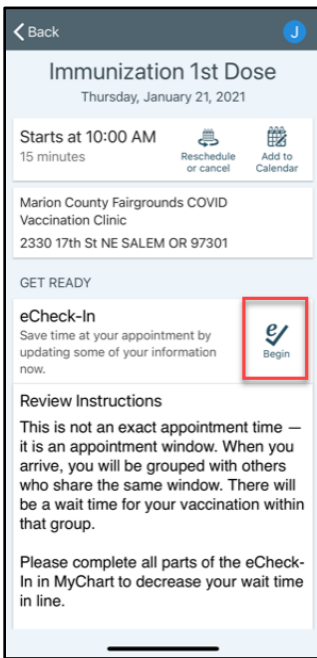 Back
J
Immunization 1st Dose
Thursday, January 21, 2021
Starts at 10:00 AM
15 minutes
Reschedule
or cancel
Add to
Calendar
Marion County Fairgrounds COVID
Vaccination Clinic
2330 17th St NE SALEM OR 97301
GET READY
eCheck-In
Save time at your appointment by
updating some of your information
now.
Begin
Review Instructions
This is not an exact appointment time —
it is an appointment window. When you
arrive, you will be grouped with others
who share the same window. There will
be a wait time for your vaccination within
that group.
Please complete all parts of the eCheck-
In in MyChart to decrease your wait time
in line.